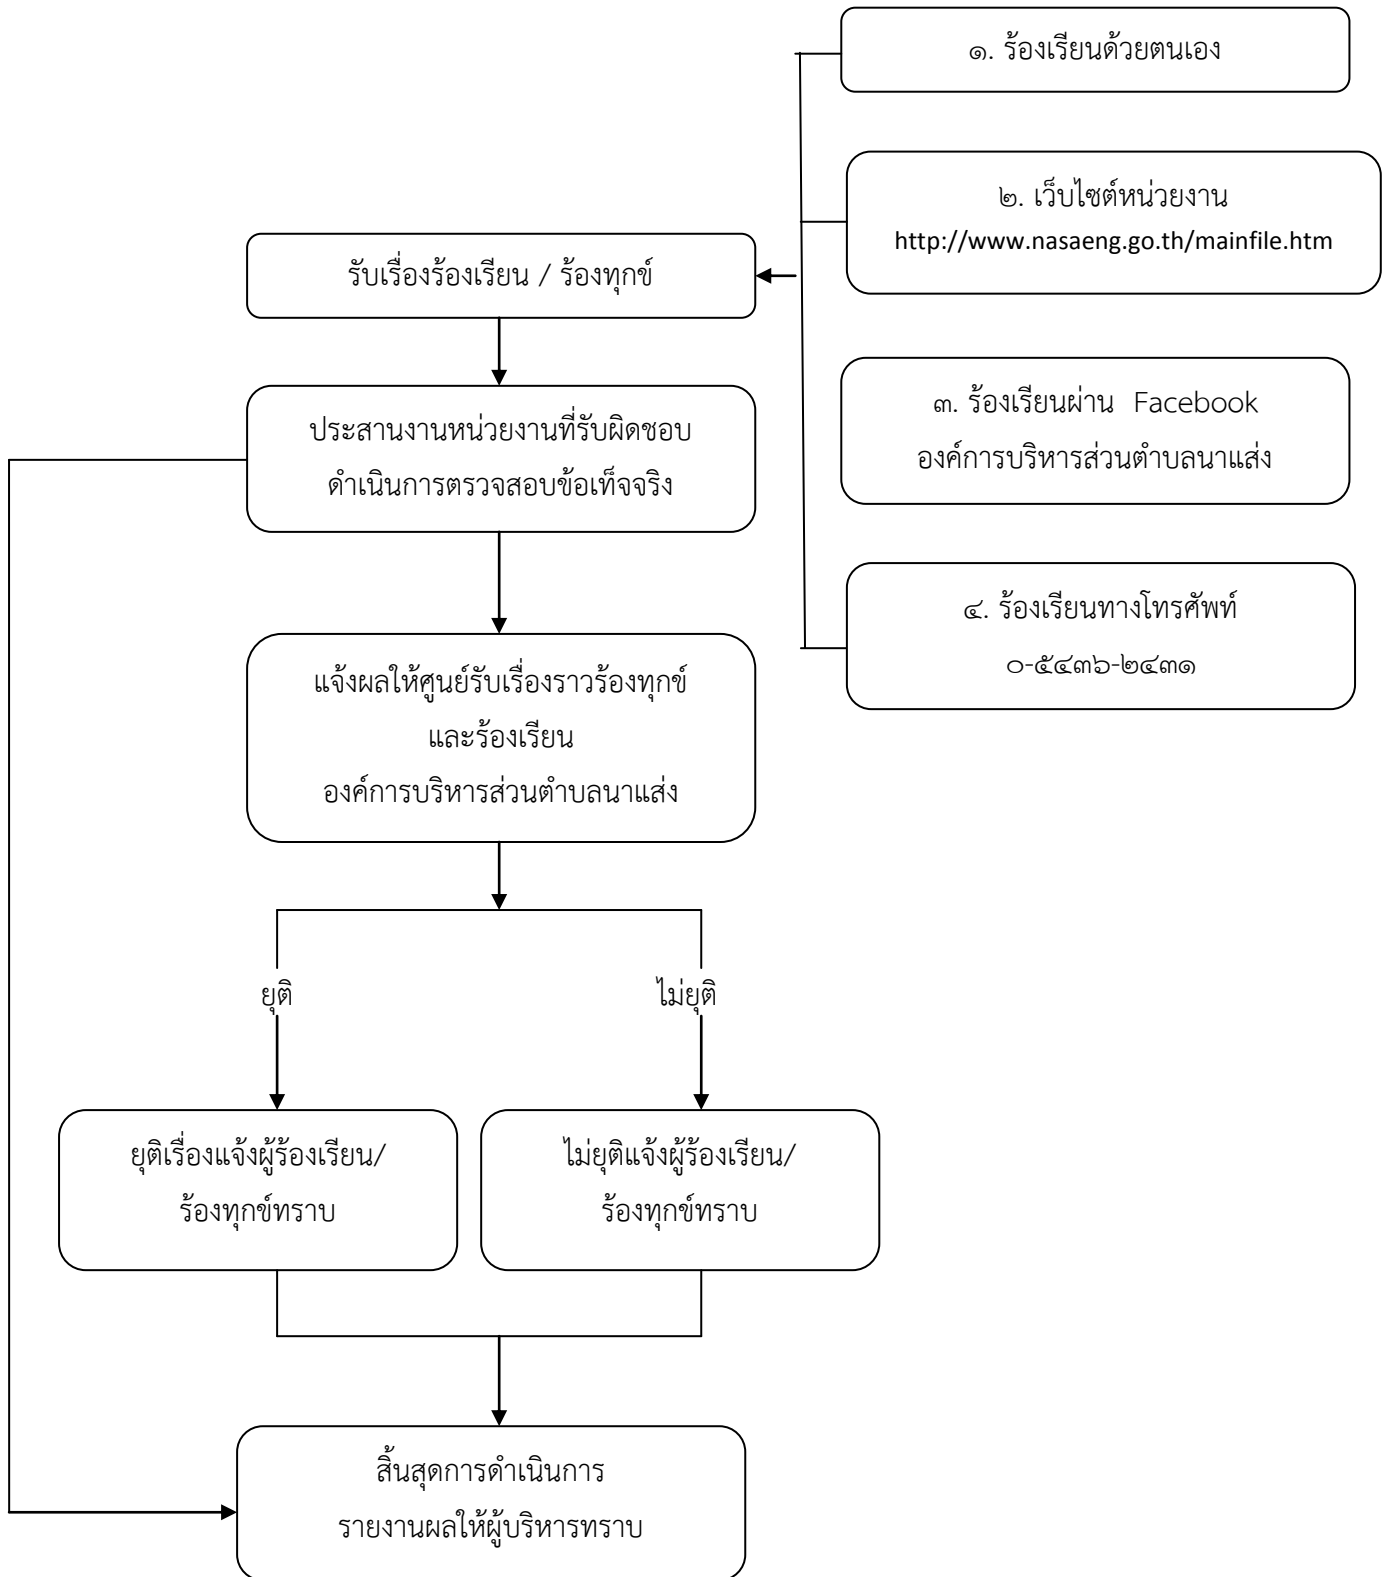 ๑. ร้องเรียนด้วยตนเอง
๒. เว็บไซต์หน่วยงาน
http://www.nasaeng.go.th/mainfile.htm
รับเรื่องร้องเรียน / ร้องทุกข์
๓. ร้องเรียนผ่าน Facebook
องค์การบริหารส่วนตำบลนาแส่ง
ประสานงานหน่วยงานที่รับผิดชอบ
ดำเนินการตรวจสอบข้อเท็จจริง
๔. ร้องเรียนทางโทรศัพท์
๐-๕๔๓๖-๒๔๓๑
แจ้งผลให้ศูนย์รับเรื่องราวร้องทุกข์
และร้องเรียน
องค์การบริหารส่วนตำบลนาแส่ง
ยุติ
ไม่ยุติ
ยุติเรื่องแจ้งผู้ร้องเรียน/
ร้องทุกข์ทราบ
ไม่ยุติแจ้งผู้ร้องเรียน/
ร้องทุกข์ทราบ
สิ้นสุดการดำเนินการ
รายงานผลให้ผู้บริหารทราบ